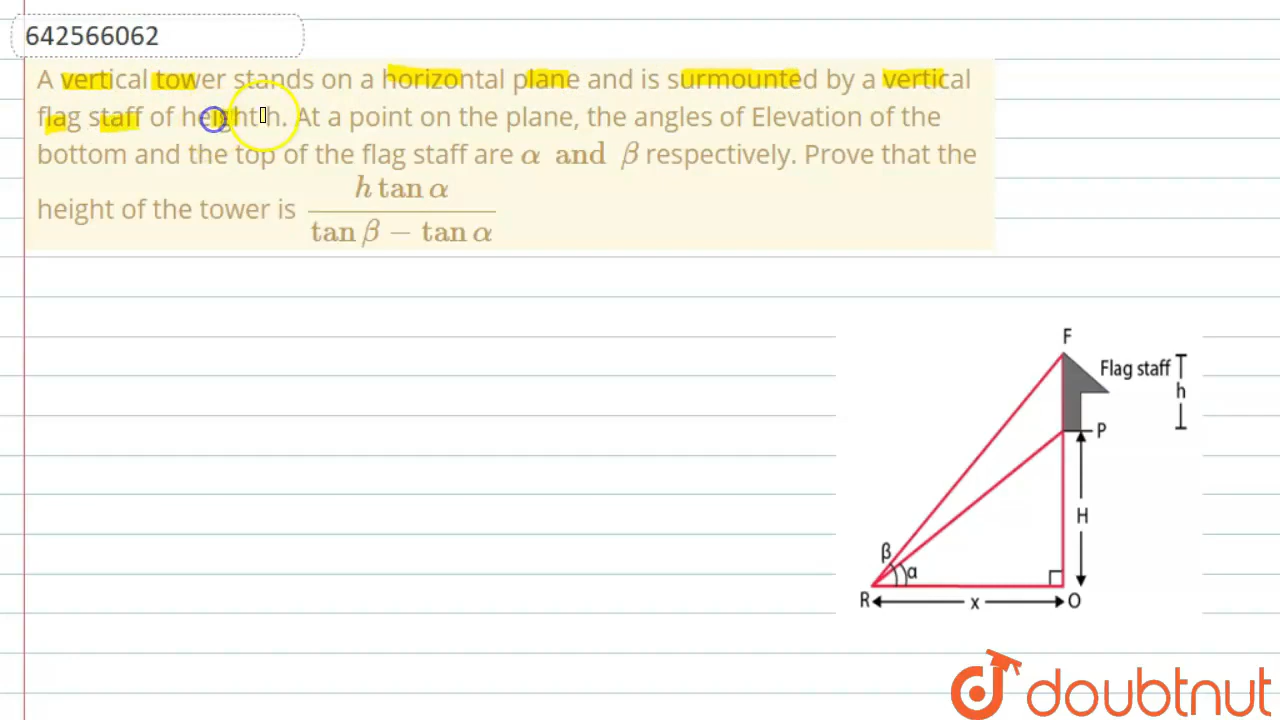 642566062
A vertical tower stands on a horizontal plane and is surmounted by a vertical
flag staff of height h. At a point on the plane, the angles of Elevation of the
bottom and the top of the flag staff are α and β respectively. Prove that the
height of the tower is h tan α / tan β − tan α
F
Flag staff
h
P
H
β
α
R
x
O
doubtnut